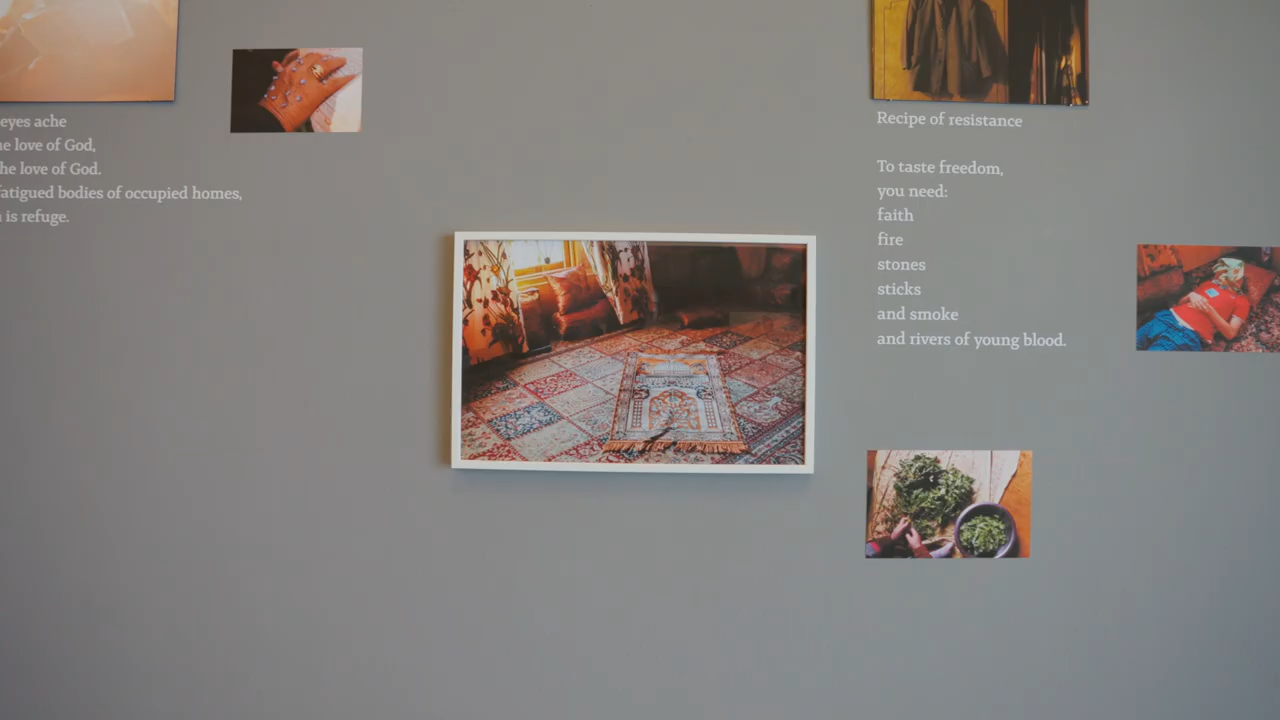 eyes ache
he love of God,
the love of God.
fatigued bodies of occupied homes,
is refuge.
Recipe of resistance
To taste freedom,
you need:
faith
fire
stones
sticks
and smoke
and rivers of young blood.